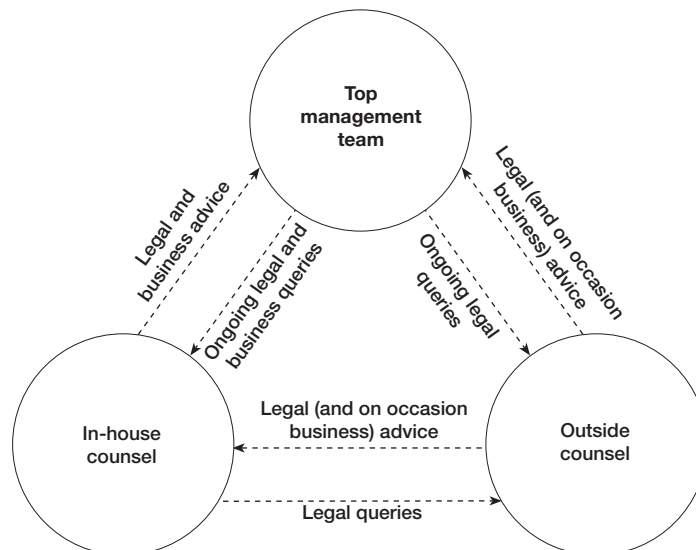 Top
management
team
Legal and
business advice
Ongoing legal and
business queries
Ongoing legal
queries
Legal (and on occasion
business) advice
In-house
counsel
Legal (and on occasion
business) advice
Outside
counsel
Legal queries